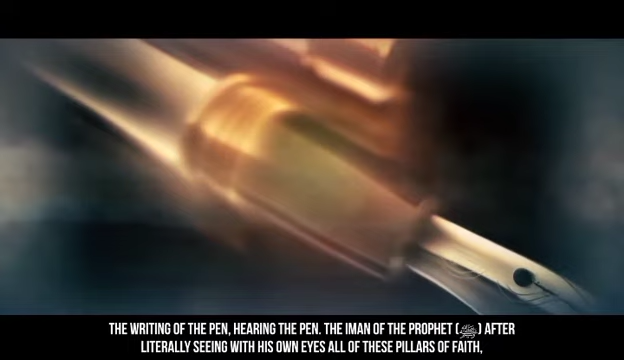 THE WRITING OF THE PEN, HEARING THE PEN. THE IMAN OF THE PROPHET (ﷺ) AFTER
LITERALLY SEEING WITH HIS OWN EYES ALL OF THESE PILLARS OF FAITH,